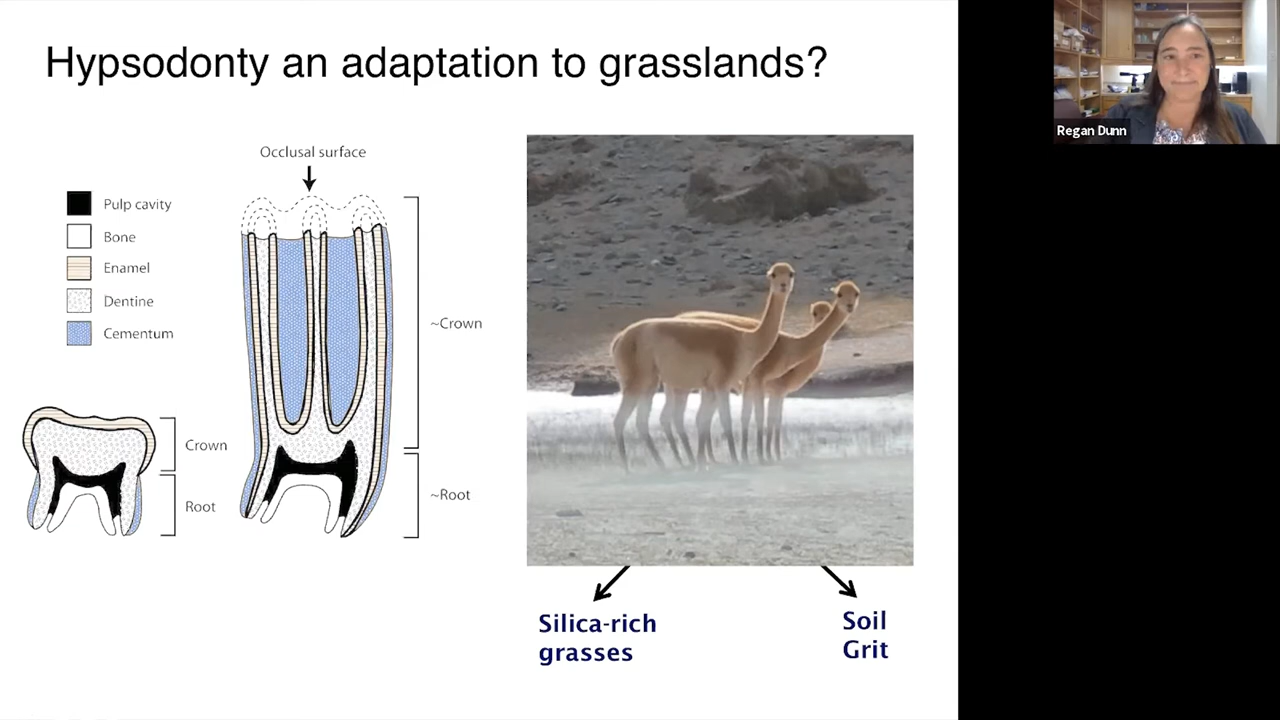 Hypsodonty an adaptation to grasslands?
Regan Dunn
Occlusal surface
Pulp cavity
Bone
Enamel
Dentine
Cementum
~Crown
Crown
~Root
Root
Silica-rich
grasses
Soil
Grit